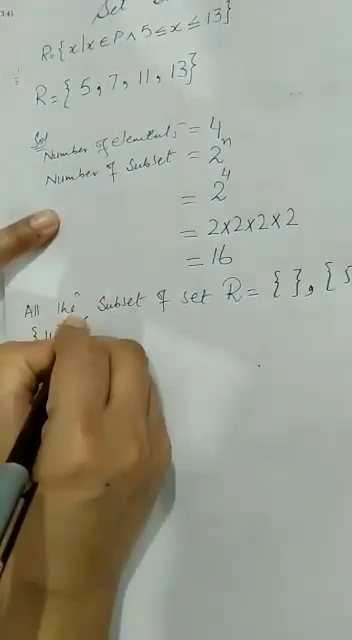 Set
R={x|x∈P∧5≤x≤13}
R={5, 7, 11, 13}
Sol
Number of elements = 4
Number of Subset = 2^n
= 2^4
= 2×2×2×2
= 16
All the Subset of set R = { }, {5
{11